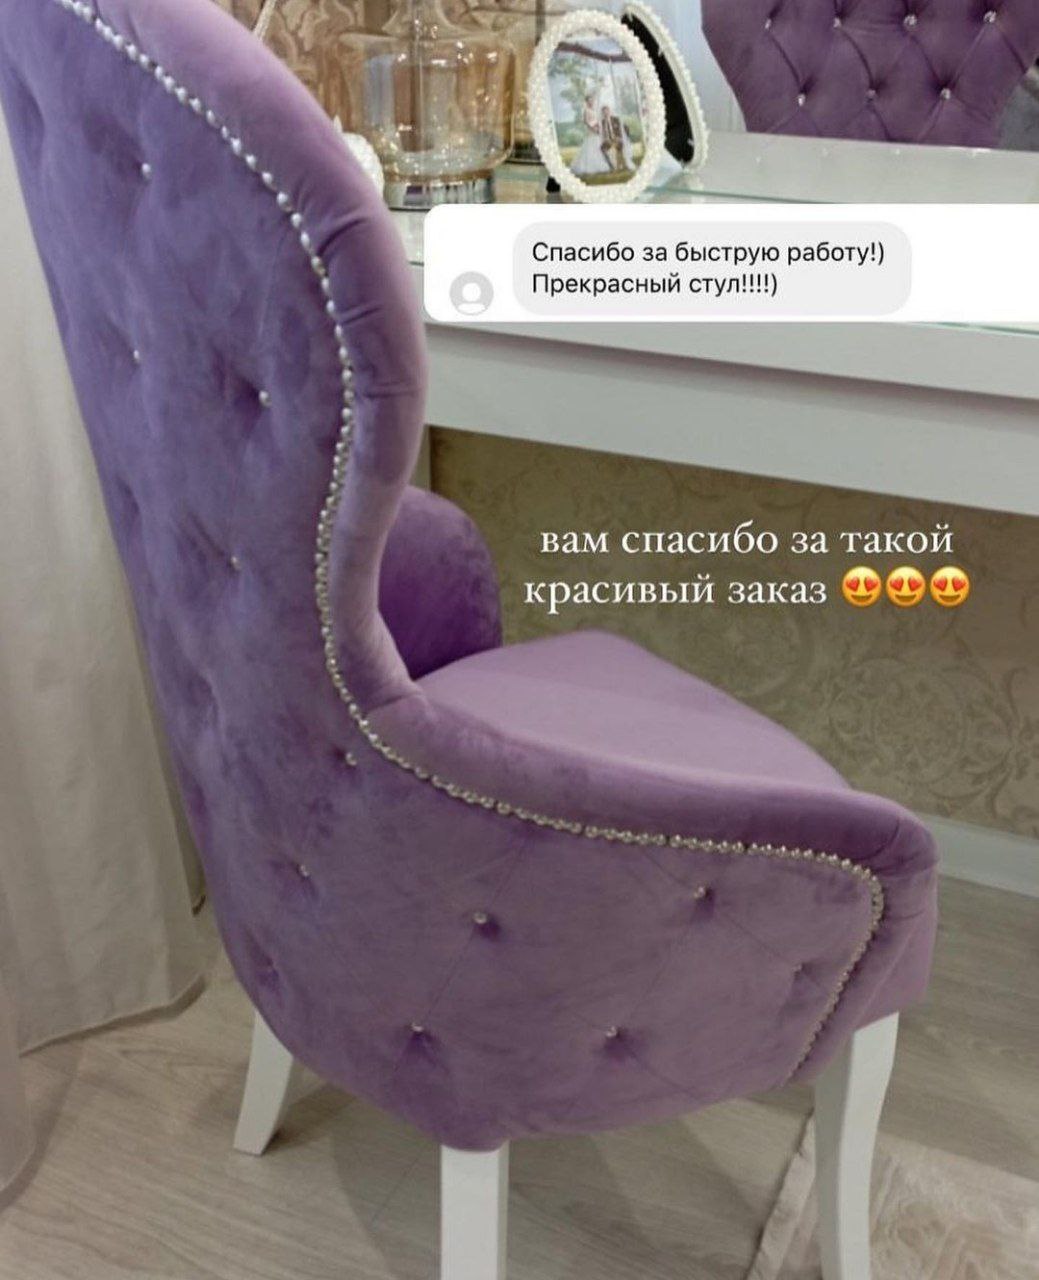 Спасибо за быструю работу!)
Прекрасный стул!!!!)
вам спасибо за такой
красивый заказ 😍😍😍